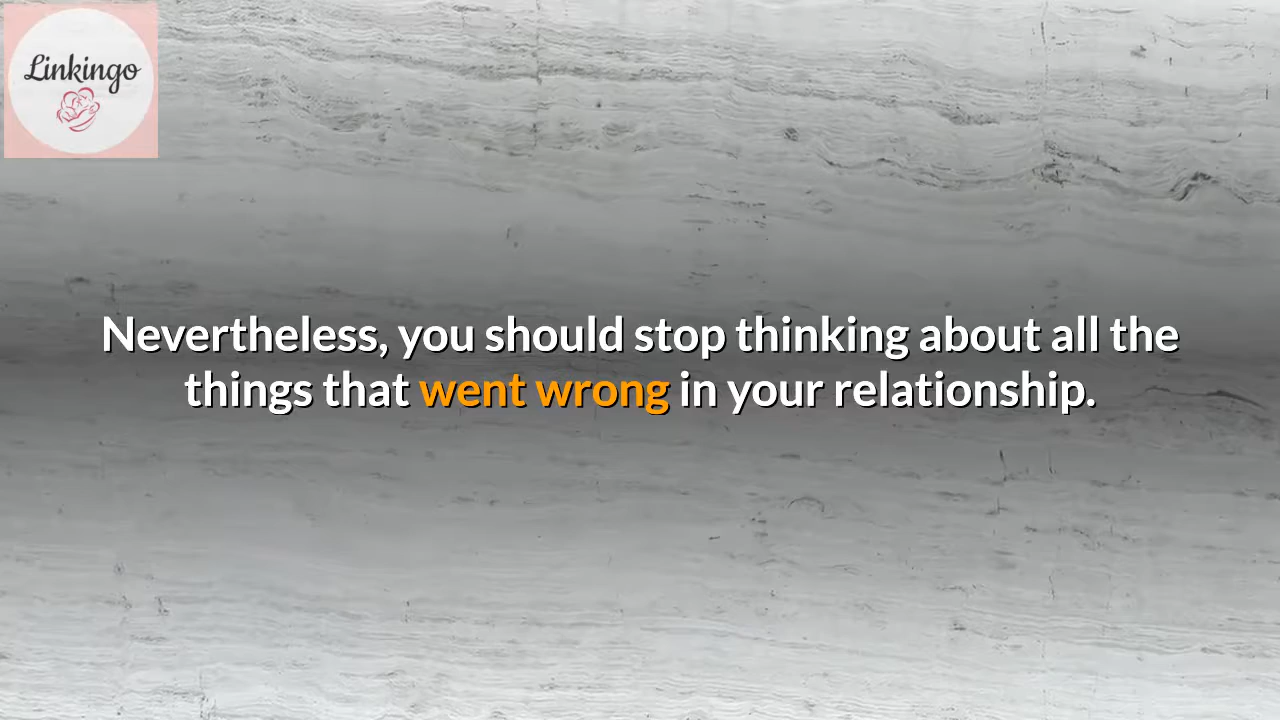 Linkingo
Nevertheless, you should stop thinking about all the
things that went wrong in your relationship.